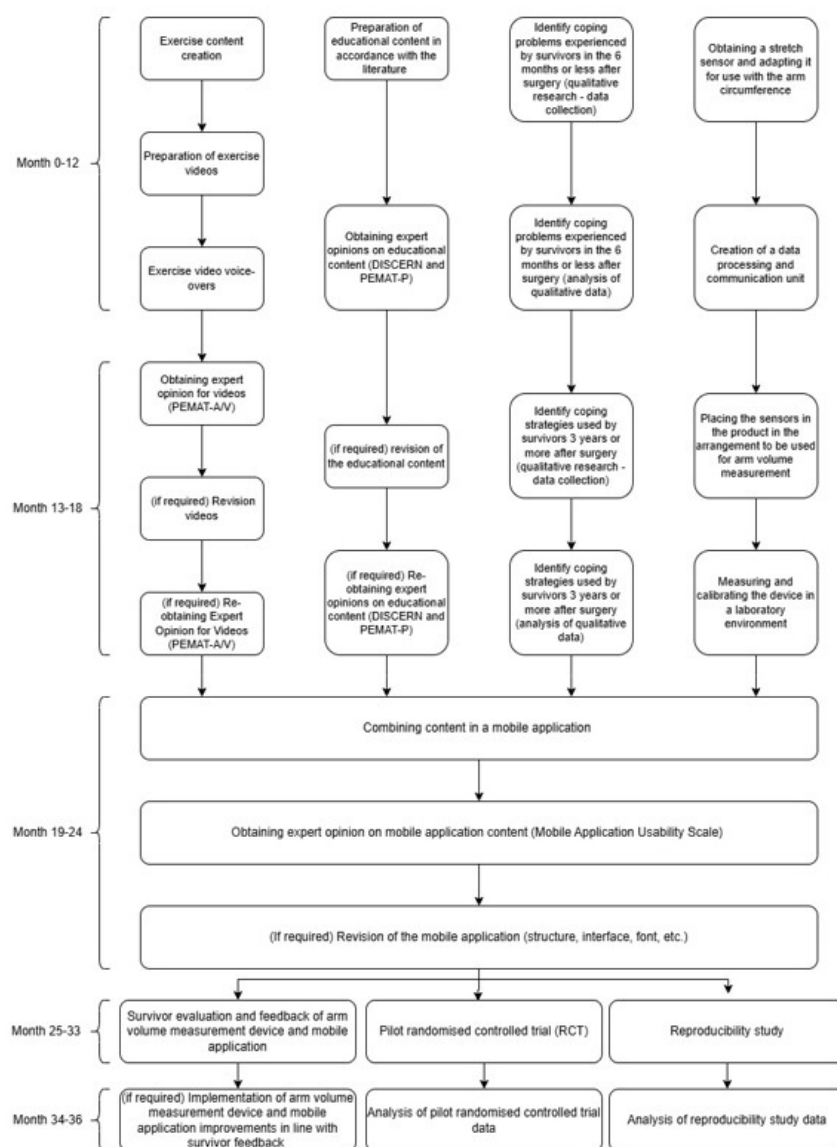 Exercise content
creation
Preparation of
educational content in
accordance with the
literature
Identify coping
problems experienced
by survivors in the 6
months or less after
surgery (qualitative
research - data
collection)
Obtaining a stretch
sensor and adapting it
for use with the arm
circumference
Month 0-12
Preparation of exercise
videos
Obtaining expert
opinions on educational
content (DISCERN and
PEMAT-P)
Identify coping
problems experienced
by survivors in the 6
months or less after
surgery (analysis of
qualitative data)
Creation of a data
processing and
communication unit
Exercise video voice-
overs
Obtaining expert
opinion for videos
(PEMAT-A/V)
(if required) revision of
the educational content
Identify coping
strategies used by
survivors 3 years or
more after surgery
(qualitative research -
data collection)
Placing the sensors in
the product in the
arrangement to be used
for arm volume
measurement
Month 13-18
(if required) Revision
videos
(if required) Re-
obtaining Expert
Opinion for Videos
(PEMAT-A/V)
(if required) Re-
obtaining expert
opinions on educational
content (DISCERN and
PEMAT-P)
Identify coping
strategies used by
survivors 3 years or
more after surgery
(analysis of qualitative
data)
Measuring and
calibrating the device in
a laboratory
environment
Combining content in a mobile application
Month 19-24
Obtaining expert opinion on mobile application content (Mobile Application Usability Scale)
(If required) Revision of the mobile application (structure, interface, font, etc.)
Month 25-33
Survivor evaluation and feedback of arm
volume measurement device and mobile
application
Pilot randomised controlled trial (RCT)
Reproducibility study
Month 34-36
(if required) Implementation of arm volume
measurement device and mobile
application improvements in line with
survivor feedback
Analysis of pilot randomised controlled trial
data
Analysis of reproducibility study data